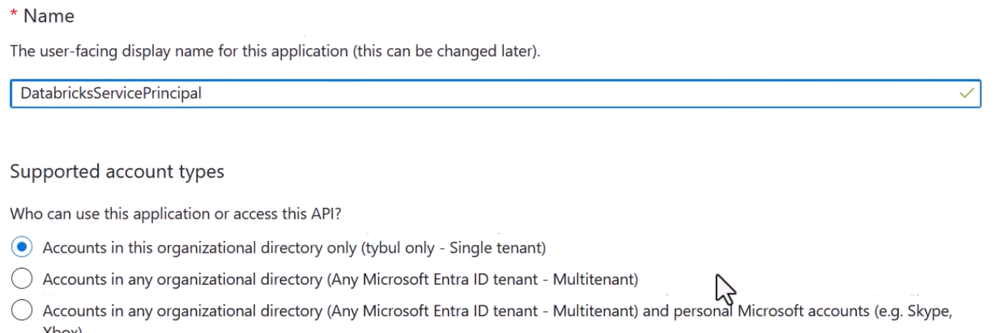 * Name
The user-facing display name for this application (this can be changed later).
DatabricksServicePrincipal
Supported account types
Who can use this application or access this API?
Accounts in this organizational directory only (tybul only - Single tenant)
Accounts in any organizational directory (Any Microsoft Entra ID tenant - Multitenant)
Accounts in any organizational directory (Any Microsoft Entra ID tenant - Multitenant) and personal Microsoft accounts (e.g. Skype,
Xbox)